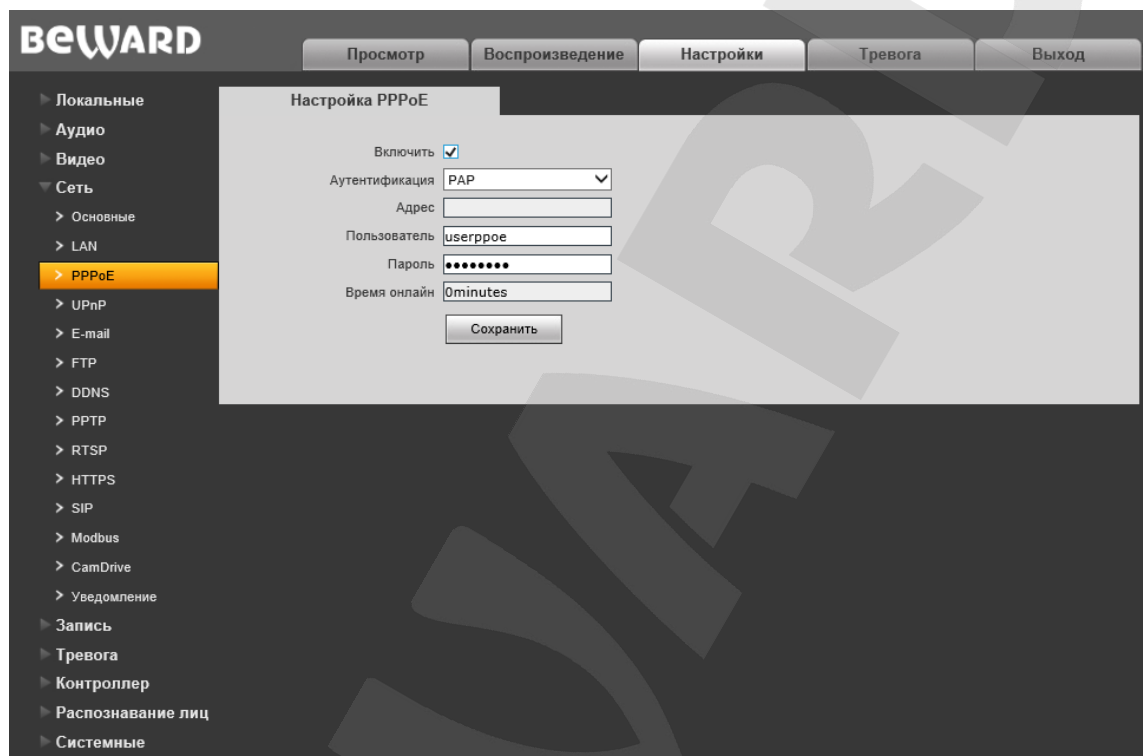 BEWARD
Просмотр Воспроизведение Настройки Тревога Выход
Локальные
Аудио
Видео
Сеть
Основные
LAN
PPPoE
UPnP
E-mail
FTP
DDNS
PPTP
RTSP
HTTPS
SIP
Modbus
CamDrive
Уведомление
Запись
Тревога
Контроллер
Распознавание лиц
Системные
Настройка PPPoE
Включить
Аутентификация PAP
Адрес
Пользователь userppoe
Пароль ••••••••
Время онлайн 0minutes
Сохранить